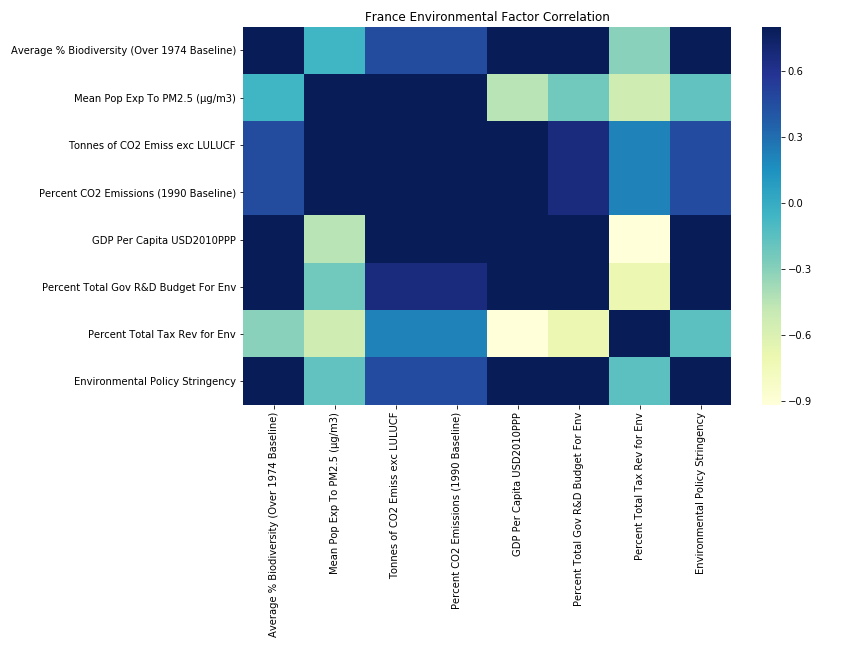 France Environmental Factor Correlation
Average % Biodiversity (Over 1974 Baseline)
Mean Pop Exp To PM2.5 (µg/m3)
Tonnes of CO2 Emiss exc LULUCF
Percent CO2 Emissions (1990 Baseline)
GDP Per Capita USD2010PPP
Percent Total Gov R&D Budget For Env
Percent Total Tax Rev for Env
Environmental Policy Stringency
0.6
0.3
0.0
−0.3
−0.6
−0.9
Average % Biodiversity (Over 1974 Baseline)
Mean Pop Exp To PM2.5 (µg/m3)
Tonnes of CO2 Emiss exc LULUCF
Percent CO2 Emissions (1990 Baseline)
GDP Per Capita USD2010PPP
Percent Total Gov R&D Budget For Env
Percent Total Tax Rev for Env
Environmental Policy Stringency